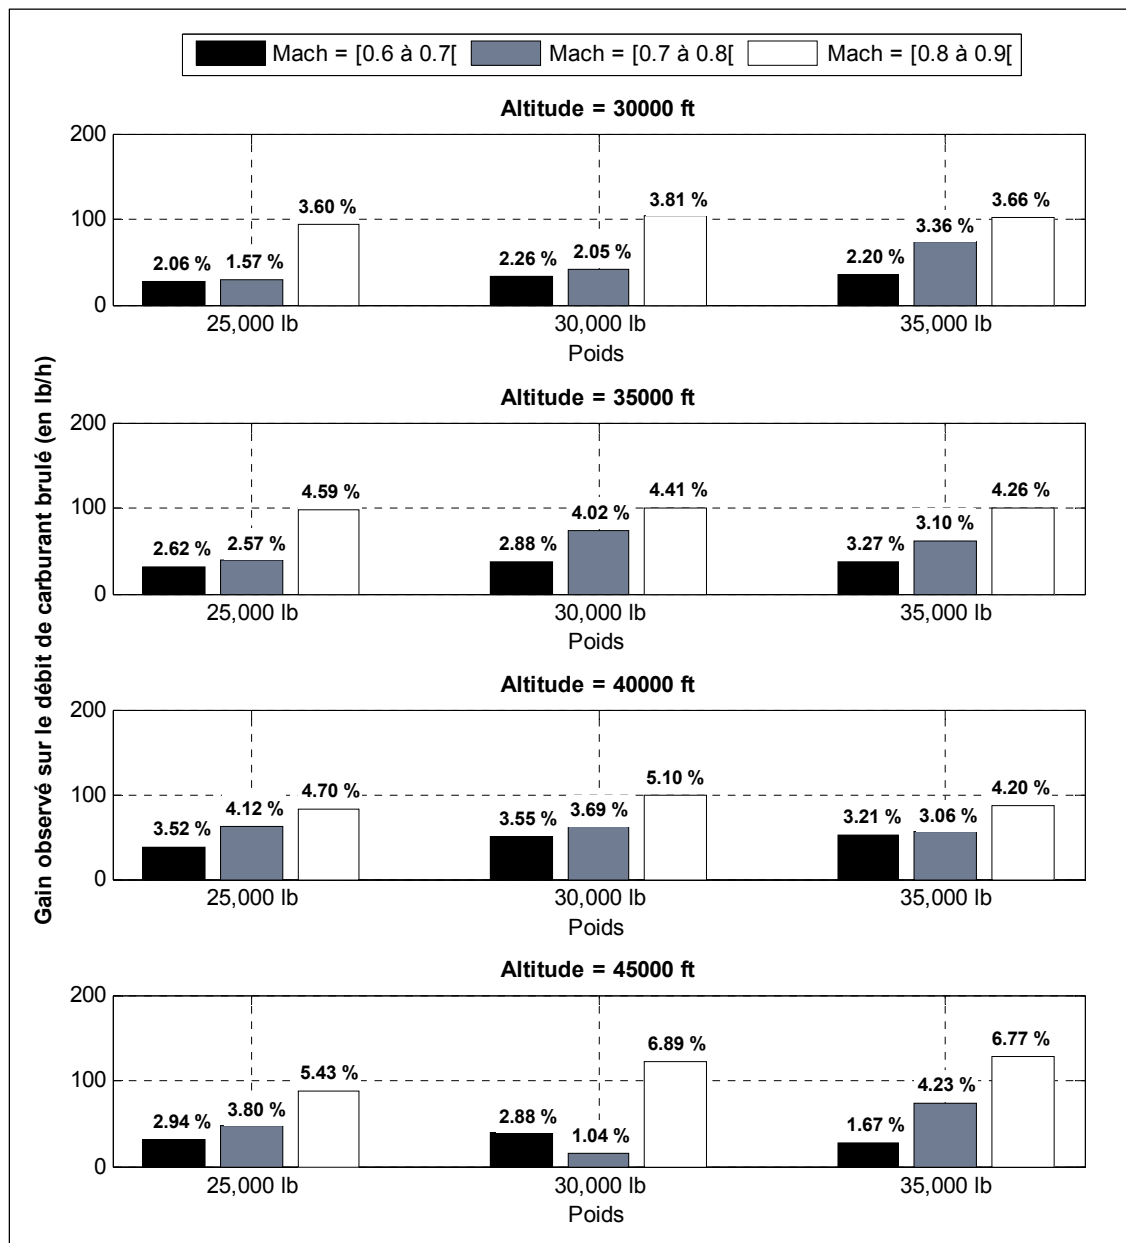 Mach = [0.6 à 0.7[ Mach = [0.7 à 0.8[ Mach = [0.8 à 0.9[
Gain observé sur le débit de carburant brulé (en lb/h)
Altitude = 30000 ft
200
100
0
2.06 % 1.57 % 3.60 % 2.26 % 2.05 % 3.81 % 2.20 % 3.36 % 3.66 %
25,000 lb 30,000 lb 35,000 lb
Poids
Altitude = 35000 ft
200
100
0
2.62 % 2.57 % 4.59 % 2.88 % 4.02 % 4.41 % 3.27 % 3.10 % 4.26 %
25,000 lb 30,000 lb 35,000 lb
Poids
Altitude = 40000 ft
200
100
0
3.52 % 4.12 % 4.70 % 3.55 % 3.69 % 5.10 % 3.21 % 3.06 % 4.20 %
25,000 lb 30,000 lb 35,000 lb
Poids
Altitude = 45000 ft
200
100
0
2.94 % 3.80 % 5.43 % 2.88 % 1.04 % 6.89 % 1.67 % 4.23 % 6.77 %
25,000 lb 30,000 lb 35,000 lb
Poids